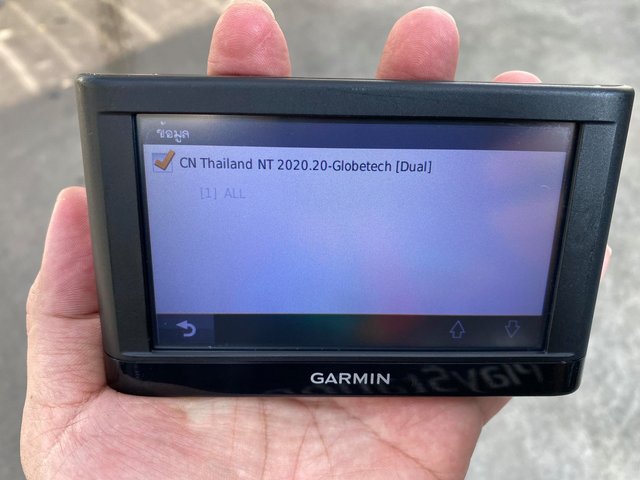 ข้อมูล
CN Thailand NT 2020.20-Globetech [Dual]
[1] ALL
GARMIN